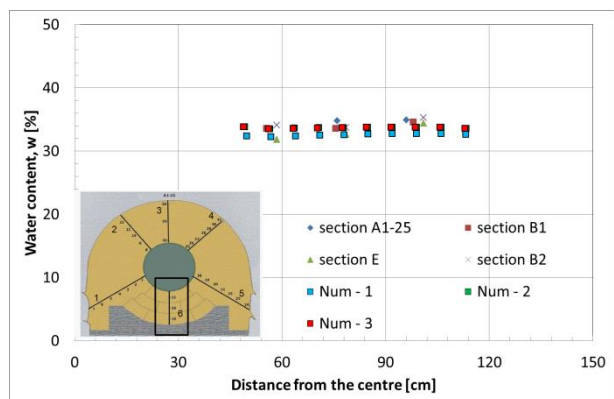 Water content, w [%]
50
40
30
20
10
0
A1-25
1
2
3
4
5
6
section A1-25
section B1
section E
section B2
Num - 1
Num - 2
Num - 3
0 30 60 90 120 150
Distance from the centre [cm]